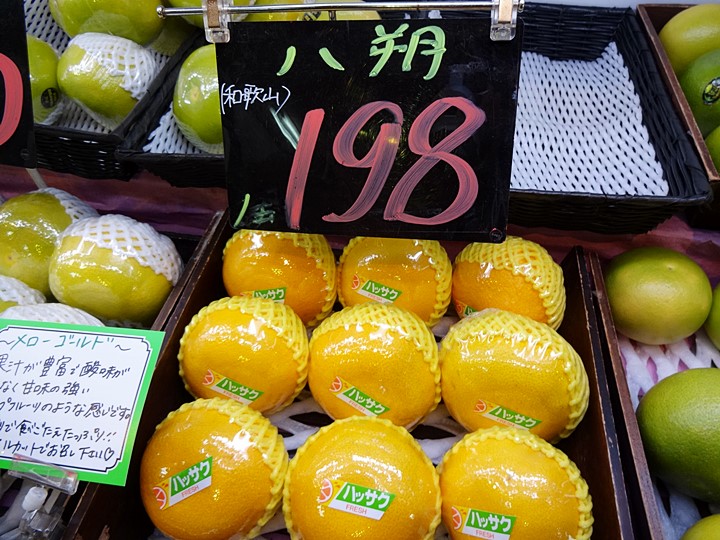 八朔
(和歌山)
198
ハッサク
ハッサク
ハッサク
ハッサク
ハッサク
ハッサク
FRESH
ハッサク
FRESH
ハッサク
FRESH
〜メローゴルド〜
果汁が豊富で酸味が
なく甘味の強い
フルーツのような感じです